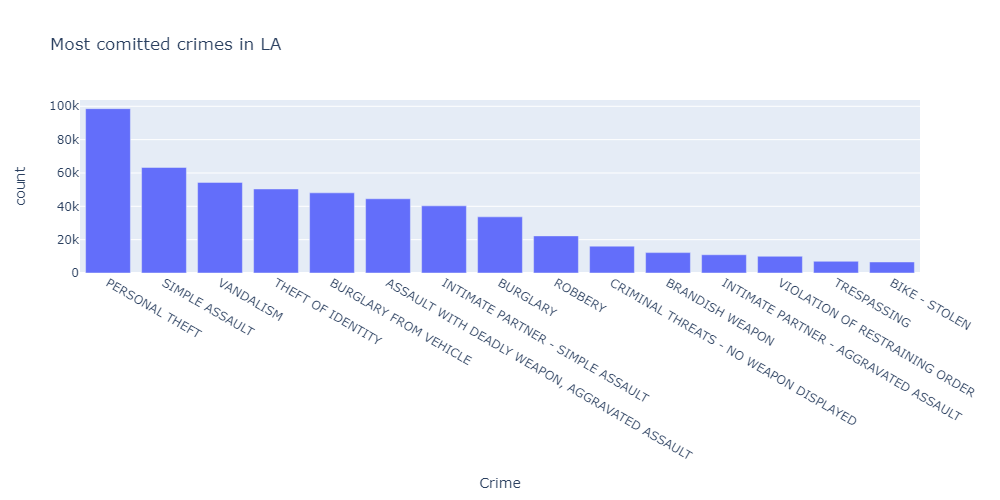 Most comitted crimes in LA
count
100k
80k
60k
40k
20k
0
PERSONAL THEFT
SIMPLE ASSAULT
VANDALISM
THEFT OF IDENTITY
BURGLARY FROM VEHICLE
ASSAULT WITH DEADLY WEAPON, AGGRAVATED ASSAULT
INTIMATE PARTNER - SIMPLE ASSAULT
BURGLARY
ROBBERY
CRIMINAL THREATS - NO WEAPON DISPLAYED
BRANDISH WEAPON
INTIMATE PARTNER - AGGRAVATED ASSAULT
VIOLATION OF RESTRAINING ORDER
TRESPASSING
BIKE - STOLEN
Crime